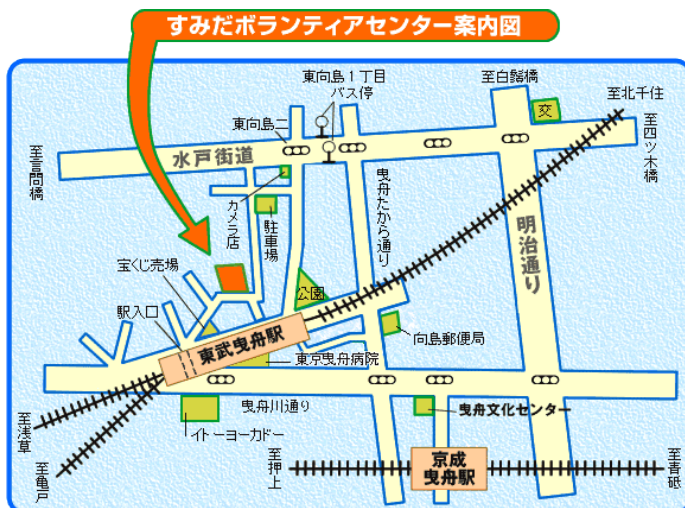 すみだボランティアセンター案内図
東向島1丁目
バス停
至白鬚橋
交
至北千住
至四ツ木橋
東向島二
水戸街道
至言問橋
カメラ店
駐車場
曳舟たから通り
明治通り
宝くじ売場
公園
駅入口
東武曳舟駅
向島郵便局
東京曳舟病院
曳舟川通り
曳舟文化センター
イトーヨーカドー
至浅草
至亀戸
至押上
京成
曳舟駅
至青砥